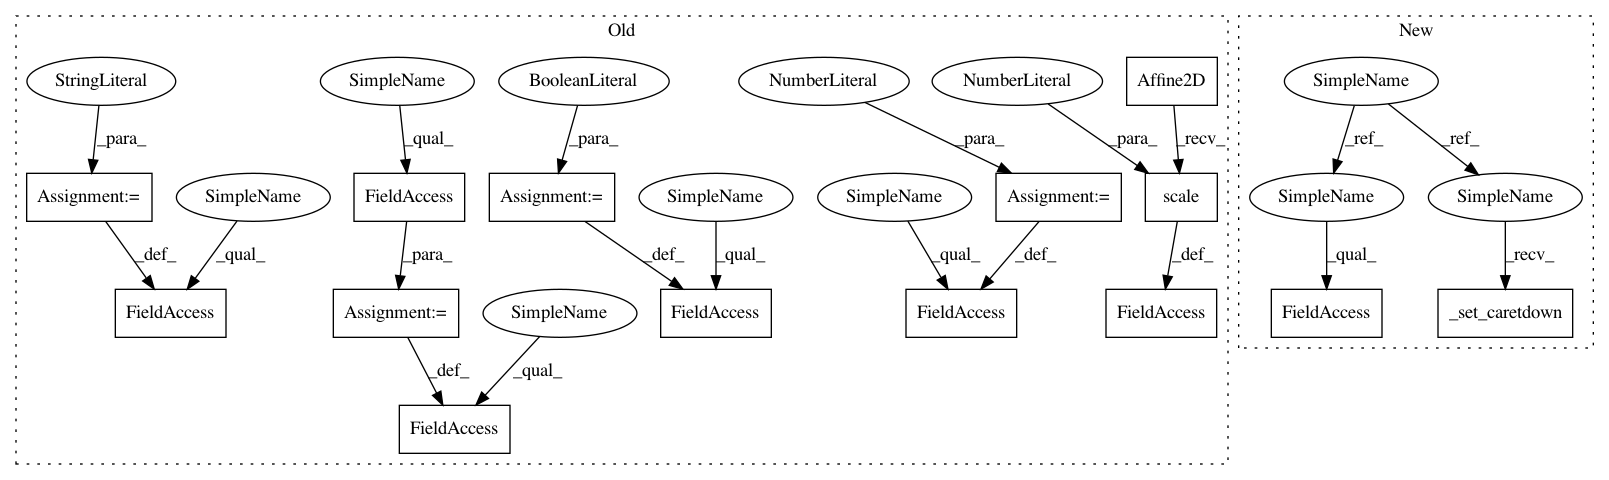 Old
New
StringLiteral
SimpleName
BooleanLiteral
NumberLiteral
NumberLiteral
Affine2D
SimpleName
_para_
_qual_
_para_
_para_
_para_
_recv_
_ref_
_ref_
Assignment:=
SimpleName
FieldAccess
Assignment:=
SimpleName
SimpleName
Assignment:=
scale
SimpleName
SimpleName
_def_
_qual_
_para_
_def_
_qual_
_qual_
_def_
_def_
_qual_
_recv_
FieldAccess
Assignment:=
SimpleName
FieldAccess
FieldAccess
FieldAccess
FieldAccess
_set_caretdown
_def_
_qual_
FieldAccess